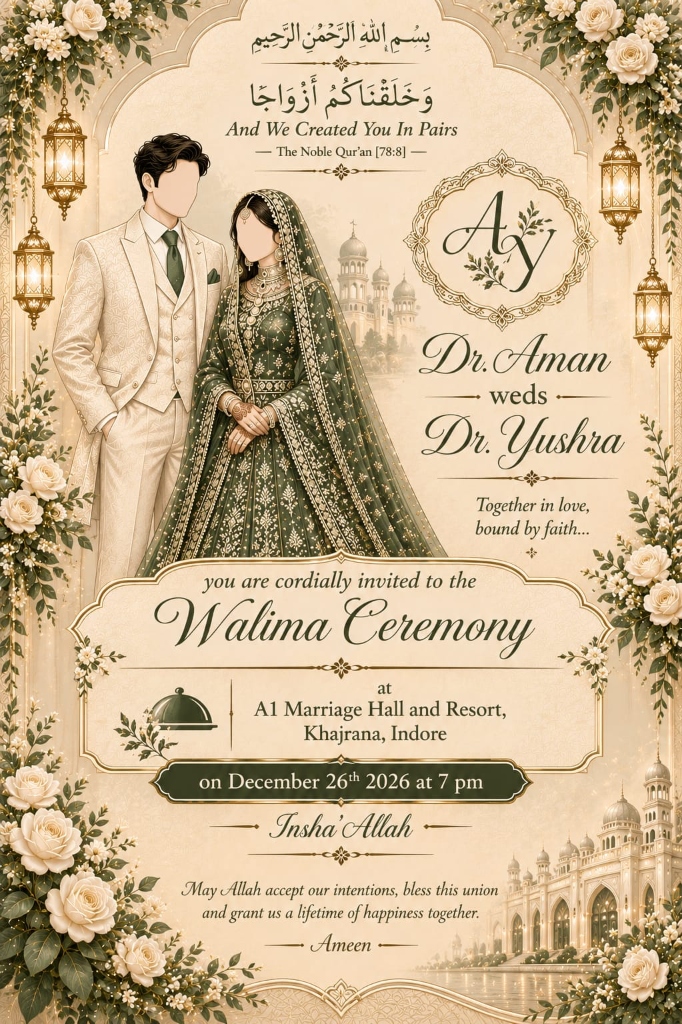 بِسْمِ اللهِ الرَّحْمٰنِ الرَّحِيْمِ
وَخَلَقْنَاكُمْ أَزْوَاجًا
And We Created You In Pairs
The Noble Qur'an [78:8]
A Y
Dr. Aman
weds
Dr. Yushra
Together in love,
bound by faith...
you are cordially invited to the
Walima Ceremony
at
A1 Marriage Hall and Resort,
Khajrana, Indore
on December 26th 2026 at 7 pm
Insha'Allah
May Allah accept our intentions, bless this union
and grant us a lifetime of happiness together.
Ameen